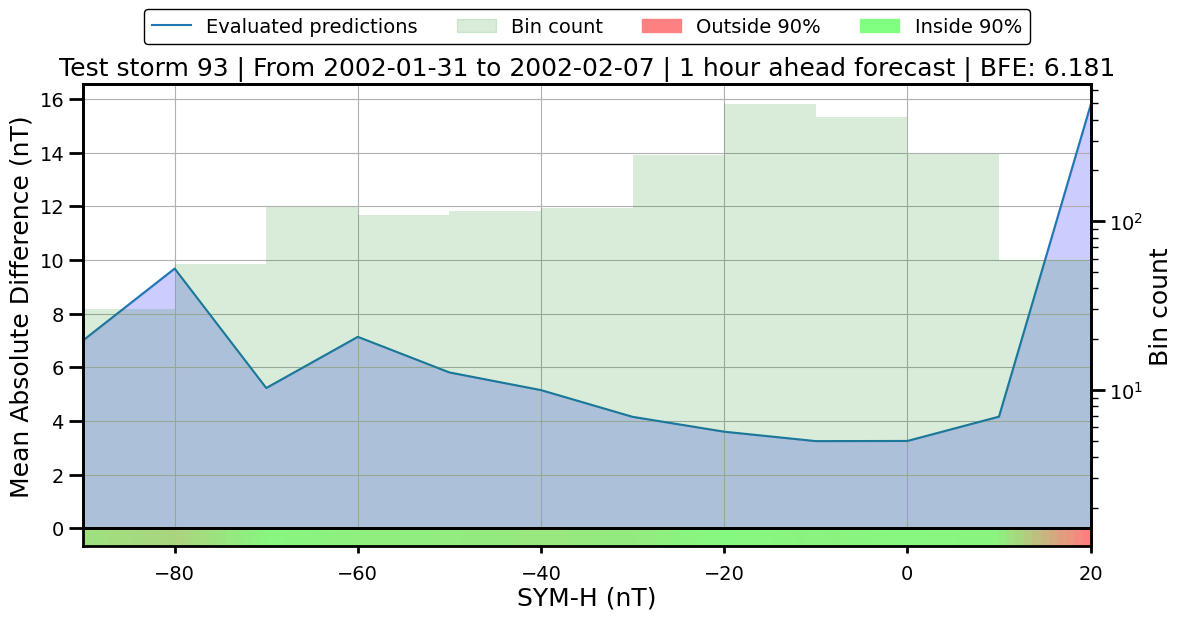 Evaluated predictions Bin count Outside 90% Inside 90%
Test storm 93 | From 2002-01-31 to 2002-02-07 | 1 hour ahead forecast | BFE: 6.181
Mean Absolute Difference (nT)
16
14
12
10
8
6
4
2
0
10²
10¹
Bin count
−80 −60 −40 −20 0 20
SYM-H (nT)